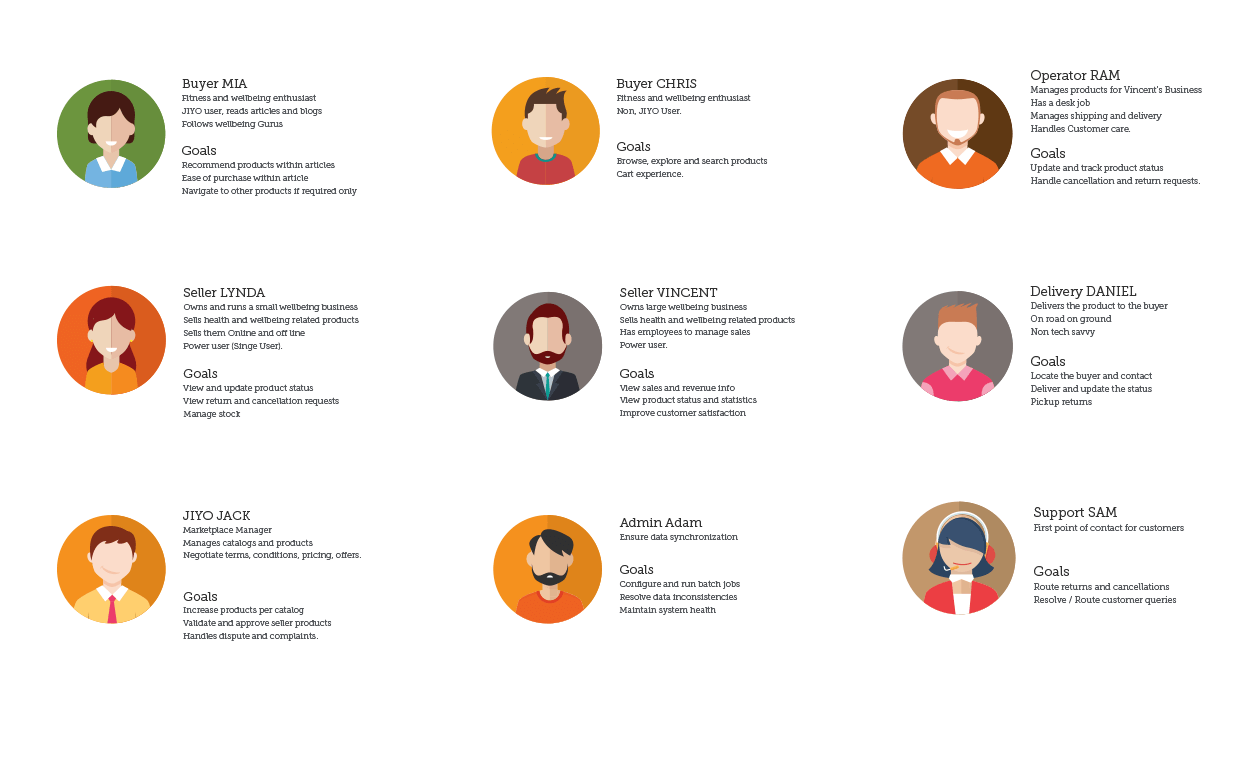 Buyer MIA
Fitness and wellbeing enthusiast
JIYO user, reads articles and blogs
Follows wellbeing Gurus
Goals
Recommend products within articles
Ease of purchase within article
Navigate to other products if required only
Buyer CHRIS
Fitness and wellbeing enthusiast
Non, JIYO User.
Goals
Browse, explore and search products
Cart experience.
Operator RAM
Manages products for Vincent's Business
Has a desk job
Manages shipping and delivery
Handles Customer care.
Goals
Update and track product status
Handle cancellation and return requests.
Seller LYNDA
Owns and runs a small wellbeing business
Sells health and wellbeing related products
Sells them Online and off line
Power user (Singe User).
Goals
View and update product status
View return and cancellation requests
Manage stock
Seller VINCENT
Owns large wellbeing business
Sells health and wellbeing related products
Has employees to manage sales
Power user.
Goals
View sales and revenue info
View product status and statistics
Improve customer satisfaction
Delivery DANIEL
Delivers the product to the buyer
On road on ground
Non tech savvy
Goals
Locate the buyer and contact
Deliver and update the status
Pickup returns
JIYO JACK
Marketplace Manager
Manages catalogs and products
Negotiate terms, conditions, pricing, offers.
Goals
Increase products per catalog
Validate and approve seller products
Handles dispute and complaints.
Admin Adam
Ensure data synchronization
Goals
Configure and run batch jobs
Resolve data inconsistencies
Maintain system health
Support SAM
First point of contact for customers
Goals
Route returns and cancellations
Resolve / Route customer queries